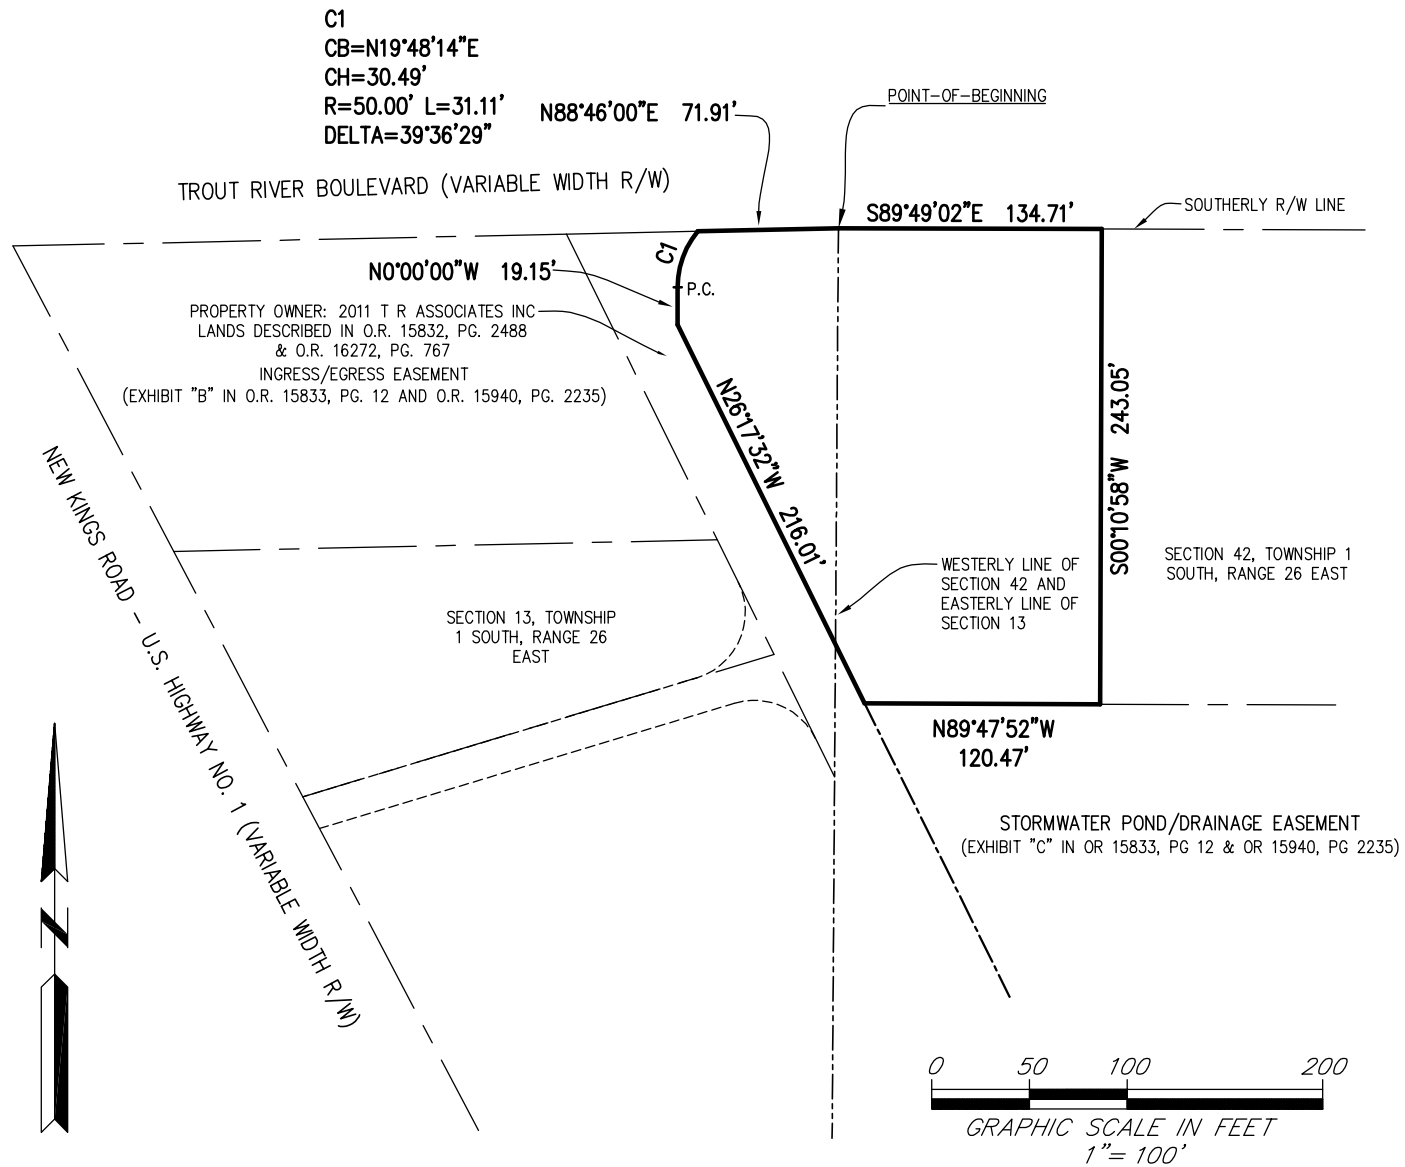 C1
CB=N19°48'14"E
CH=30.49'
R=50.00' L=31.11'
DELTA=39°36'29"
N88°46'00"E 71.91'
POINT-OF-BEGINNING
TROUT RIVER BOULEVARD (VARIABLE WIDTH R/W)
S89°49'02"E 134.71'
SOUTHERLY R/W LINE
C1
N0°00'00"W 19.15'
P.C.
PROPERTY OWNER: 2011 T R ASSOCIATES INC
LANDS DESCRIBED IN O.R. 15832, PG. 2488
& O.R. 16272, PG. 767
INGRESS/EGRESS EASEMENT
(EXHIBIT "B" IN O.R. 15833, PG. 12 AND O.R. 15940, PG. 2235)
N26°17'32"W 216.01'
S00°10'58"W 243.05'
NEW KINGS ROAD - U.S. HIGHWAY NO. 1 (VARIABLE WIDTH R/W)
WESTERLY LINE OF
SECTION 42 AND
EASTERLY LINE OF
SECTION 13
SECTION 42, TOWNSHIP 1
SOUTH, RANGE 26 EAST
SECTION 13, TOWNSHIP
1 SOUTH, RANGE 26
EAST
N89°47'52"W
120.47'
STORMWATER POND/DRAINAGE EASEMENT
(EXHIBIT "C" IN OR 15833, PG 12 & OR 15940, PG 2235)
N
0 50 100 200
GRAPHIC SCALE IN FEET
1"= 100'